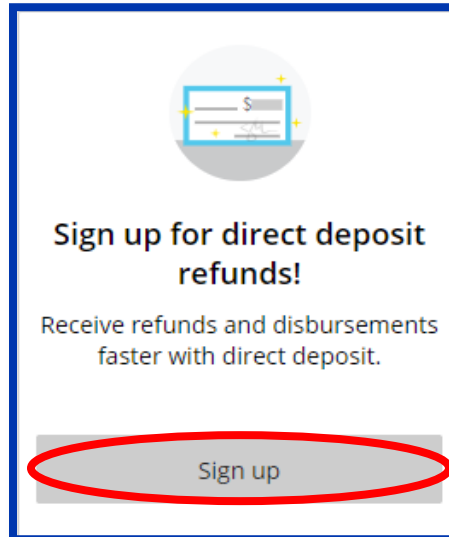 $
Sign up for direct deposit
refunds!
Receive refunds and disbursements
faster with direct deposit.
Sign up